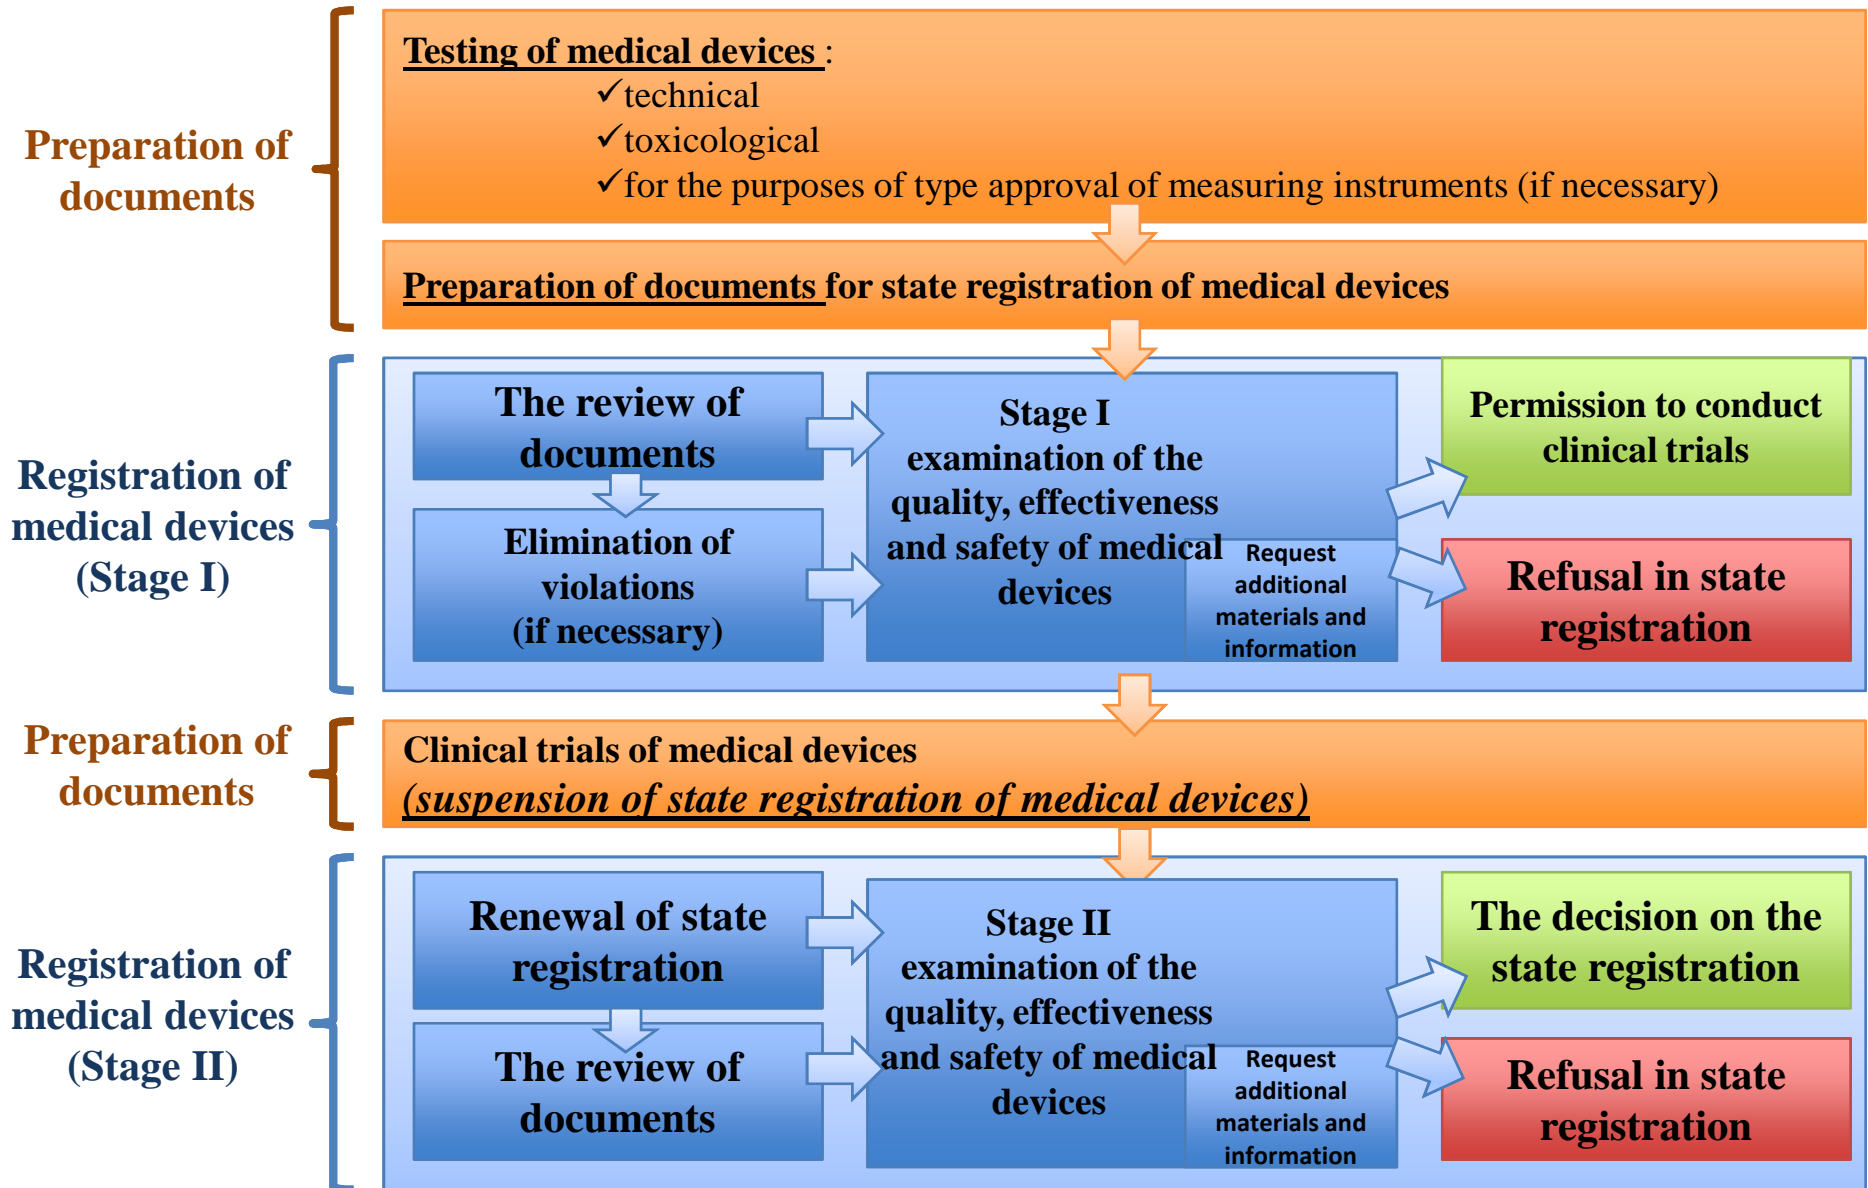 Preparation of
documents
Testing of medical devices :
✓technical
✓toxicological
✓for the purposes of type approval of measuring instruments (if necessary)
Preparation of documents for state registration of medical devices
Registration of
medical devices
(Stage I)
The review of
documents
Elimination of
violations
(if necessary)
Stage I
examination of the
quality, effectiveness
and safety of medical
devices
Request
additional
materials and
information
Permission to conduct
clinical trials
Refusal in state
registration
Preparation of
documents
Clinical trials of medical devices
(suspension of state registration of medical devices)
Registration of
medical devices
(Stage II)
Renewal of state
registration
The review of
documents
Stage II
examination of the
quality, effectiveness
and safety of medical
devices
Request
additional
materials and
information
The decision on the
state registration
Refusal in state
registration